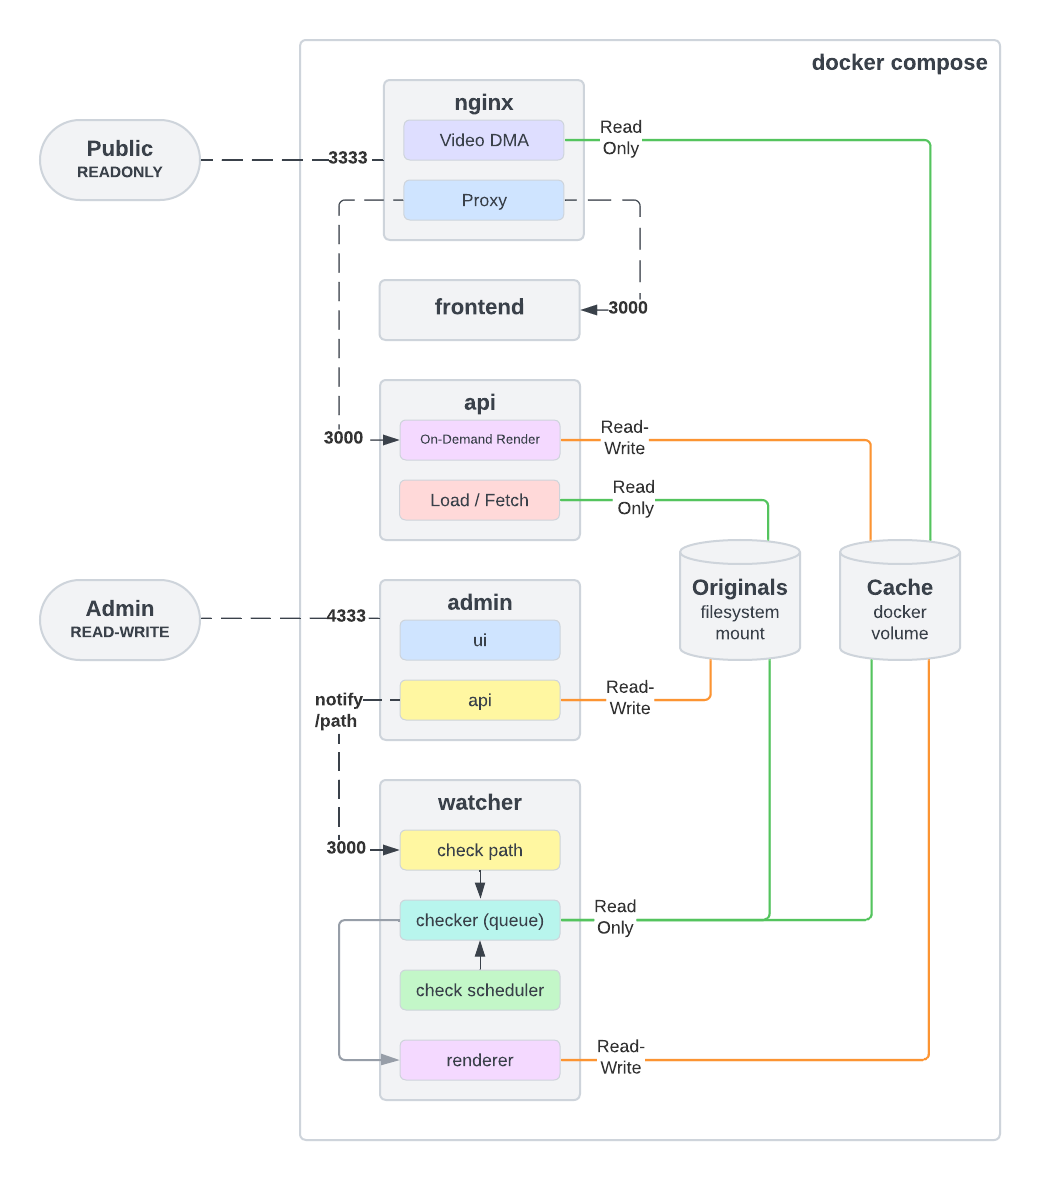 docker compose
nginx
Video DMA
Read
Only
Public
READONLY
3333
Proxy
frontend
3000
api
3000
On-Demand Render
Read-
Write
Load / Fetch
Read
Only
Originals
filesystem
mount
Cache
docker
volume
Admin
READ-WRITE
4333
admin
ui
notify
/path
api
Read-
Write
watcher
3000
check path
checker (queue)
Read
Only
check scheduler
renderer
Read-
Write